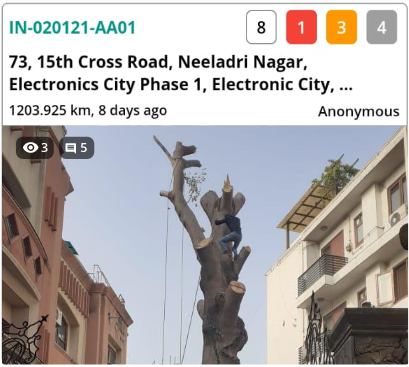 IN-020121-AA01
8 1 3 4
73, 15th Cross Road, Neeladri Nagar,
Electronics City Phase 1, Electronic City, ...
1203.925 km, 8 days ago Anonymous
3 5